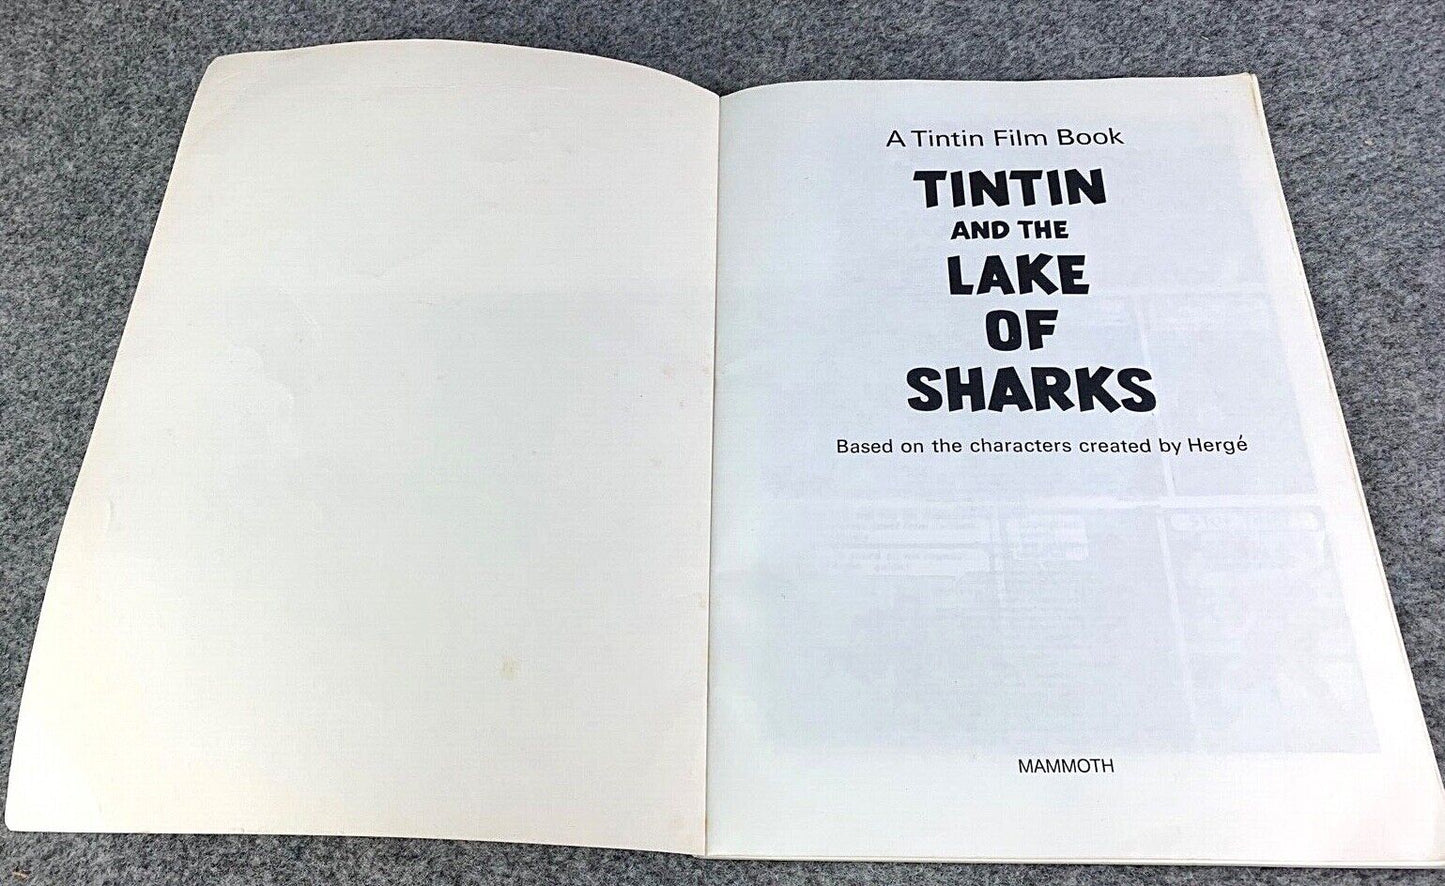 A Tintin Film Book
TINTIN
AND THE
LAKE
OF
SHARKS
Based on the characters created by Hergé
MAMMOTH